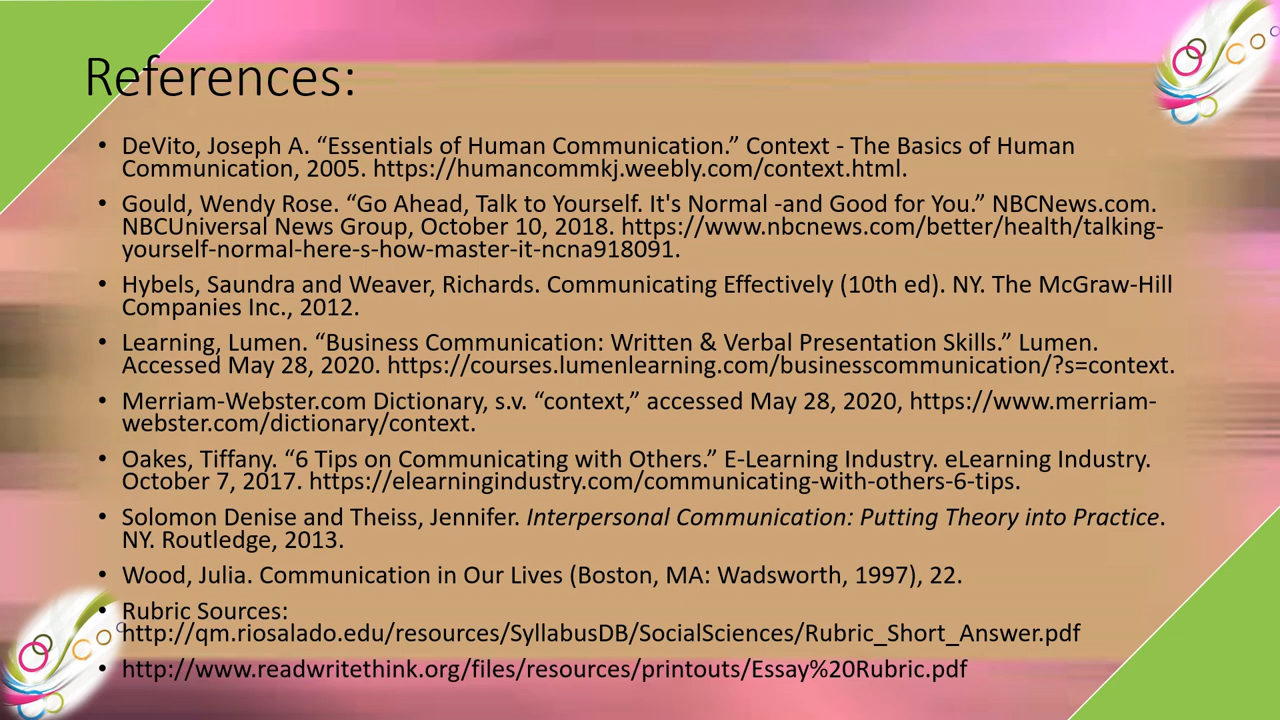 References:
• DeVito, Joseph A. “Essentials of Human Communication.” Context - The Basics of Human
Communication, 2005. https://humancommkj.weebly.com/context.html.
• Gould, Wendy Rose. “Go Ahead, Talk to Yourself. It's Normal -and Good for You.” NBCNews.com.
NBCUniversal News Group, October 10, 2018. https://www.nbcnews.com/better/health/talking-
yourself-normal-here-s-how-master-it-ncna918091.
• Hybels, Saundra and Weaver, Richards. Communicating Effectively (10th ed). NY. The McGraw-Hill
Companies Inc., 2012.
• Learning, Lumen. “Business Communication: Written & Verbal Presentation Skills.” Lumen.
Accessed May 28, 2020. https://courses.lumenlearning.com/businesscommunication/?s=context.
• Merriam-Webster.com Dictionary, s.v. “context,” accessed May 28, 2020, https://www.merriam-
webster.com/dictionary/context.
• Oakes, Tiffany. “6 Tips on Communicating with Others.” E-Learning Industry. eLearning Industry.
October 7, 2017. https://elearningindustry.com/communicating-with-others-6-tips.
• Solomon Denise and Theiss, Jennifer. Interpersonal Communication: Putting Theory into Practice.
NY. Routledge, 2013.
• Wood, Julia. Communication in Our Lives (Boston, MA: Wadsworth, 1997), 22.
• Rubric Sources:
http://qm.riosalado.edu/resources/SyllabusDB/SocialSciences/Rubric_Short_Answer.pdf
• http://www.readwritethink.org/files/resources/printouts/Essay%20Rubric.pdf